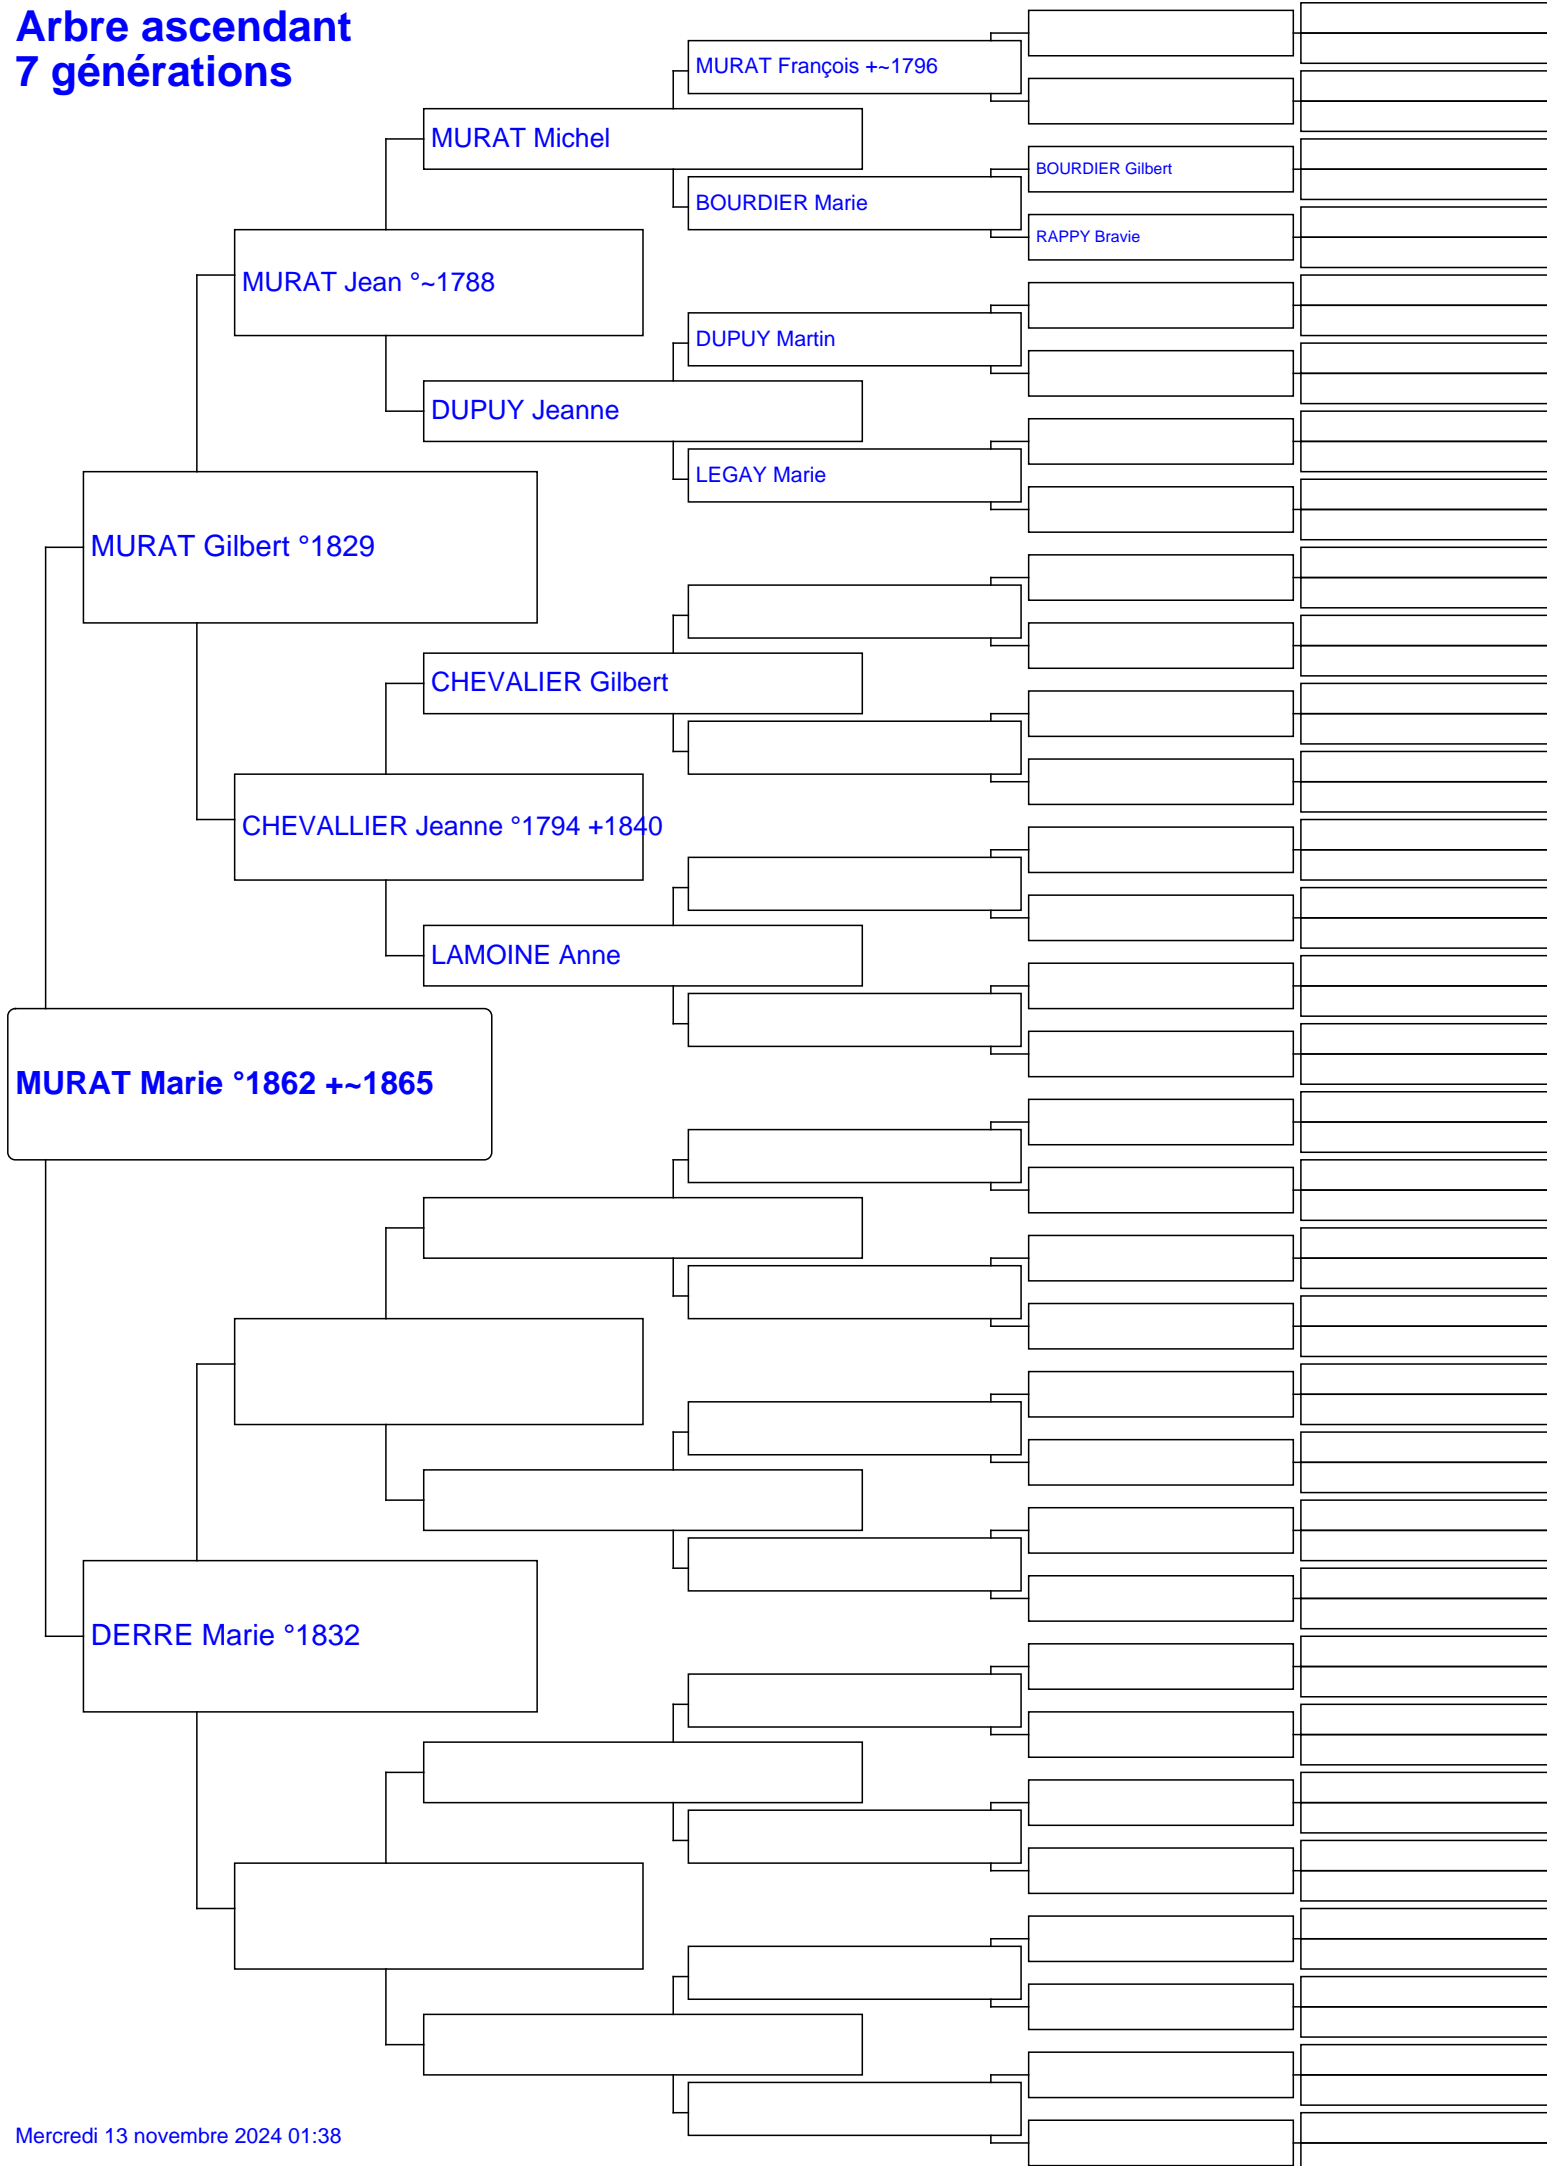 Arbre ascendant
7 générations
MURAT François +~1796
MURAT Michel
BOURDIER Gilbert
BOURDIER Marie
RAPPY Bravie
MURAT Jean °~1788
DUPUY Martin
DUPUY Jeanne
LEGAY Marie
MURAT Gilbert °1829
CHEVALIER Gilbert
CHEVALLIER Jeanne °1794 +1840
LAMOINE Anne
MURAT Marie °1862 +~1865
DERRE Marie °1832
Mercredi 13 novembre 2024 01:38